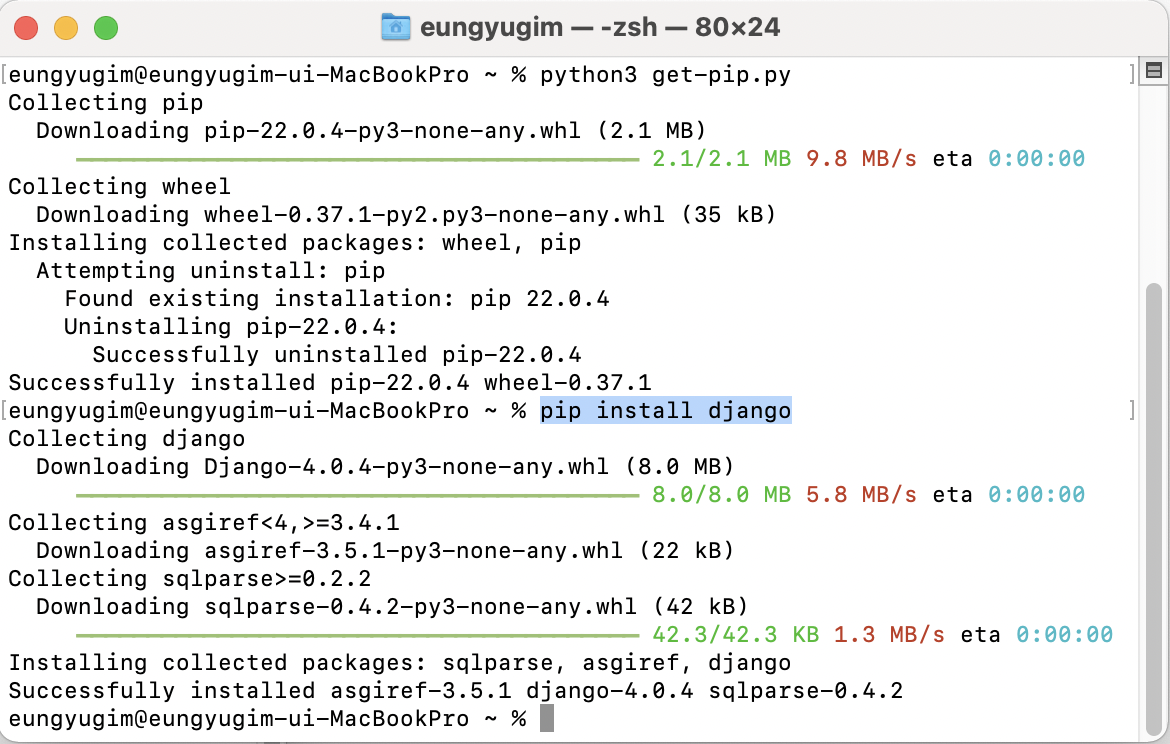 eungyugim — -zsh — 80×24
[eungyugim@eungyugim-ui-MacBookPro ~ % python3 get-pip.py ]
Collecting pip
  Downloading pip-22.0.4-py3-none-any.whl (2.1 MB)
     ━━━━━━━━━━━━━━━━━━━━━━━━━━━━━━━━━━━━━━━━ 2.1/2.1 MB 9.8 MB/s eta 0:00:00
Collecting wheel
  Downloading wheel-0.37.1-py2.py3-none-any.whl (35 kB)
Installing collected packages: wheel, pip
  Attempting uninstall: pip
    Found existing installation: pip 22.0.4
    Uninstalling pip-22.0.4:
      Successfully uninstalled pip-22.0.4
Successfully installed pip-22.0.4 wheel-0.37.1
[eungyugim@eungyugim-ui-MacBookPro ~ % pip install django ]
Collecting django
  Downloading Django-4.0.4-py3-none-any.whl (8.0 MB)
     ━━━━━━━━━━━━━━━━━━━━━━━━━━━━━━━━━━━━━━━━ 8.0/8.0 MB 5.8 MB/s eta 0:00:00
Collecting asgiref<4,>=3.4.1
  Downloading asgiref-3.5.1-py3-none-any.whl (22 kB)
Collecting sqlparse>=0.2.2
  Downloading sqlparse-0.4.2-py3-none-any.whl (42 kB)
     ━━━━━━━━━━━━━━━━━━━━━━━━━━━━━━━━━━━━━━━━ 42.3/42.3 KB 1.3 MB/s eta 0:00:00
Installing collected packages: sqlparse, asgiref, django
Successfully installed asgiref-3.5.1 django-4.0.4 sqlparse-0.4.2
eungyugim@eungyugim-ui-MacBookPro ~ %